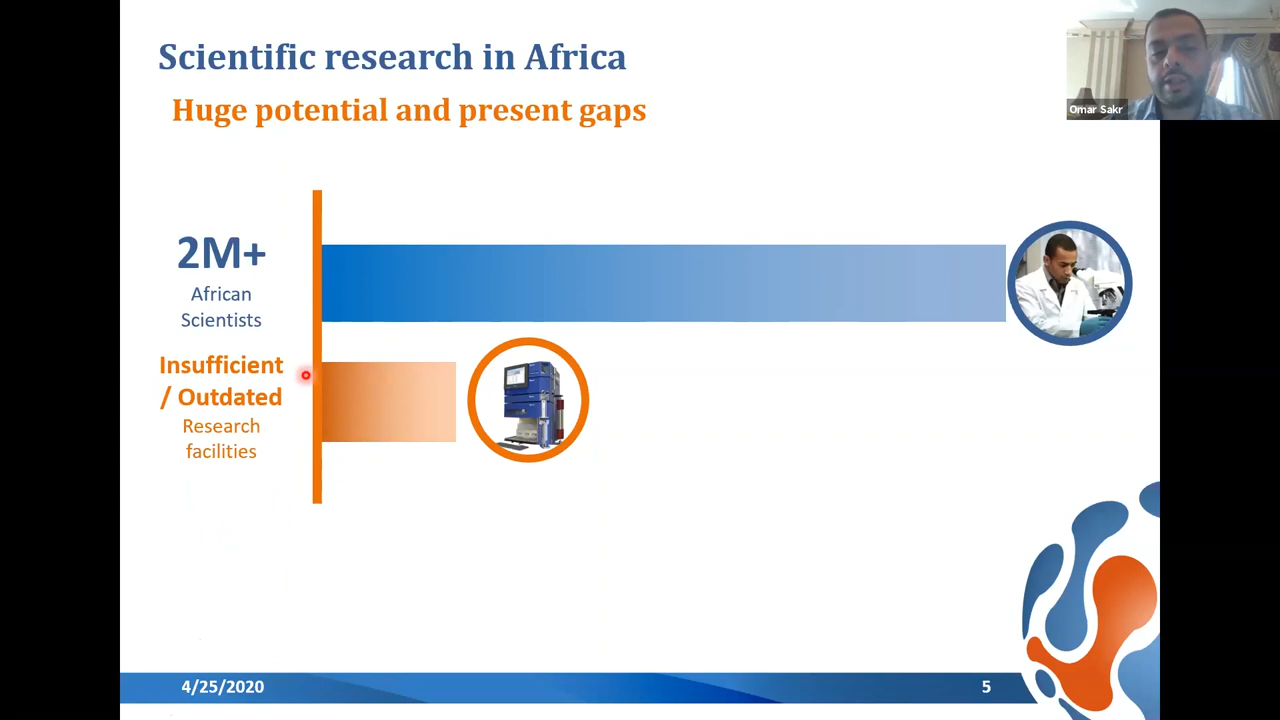 Scientific research in Africa
Huge potential and present gaps
Omar Sakr
2M+
African
Scientists
Insufficient
/ Outdated
Research
facilities
4/25/2020
5